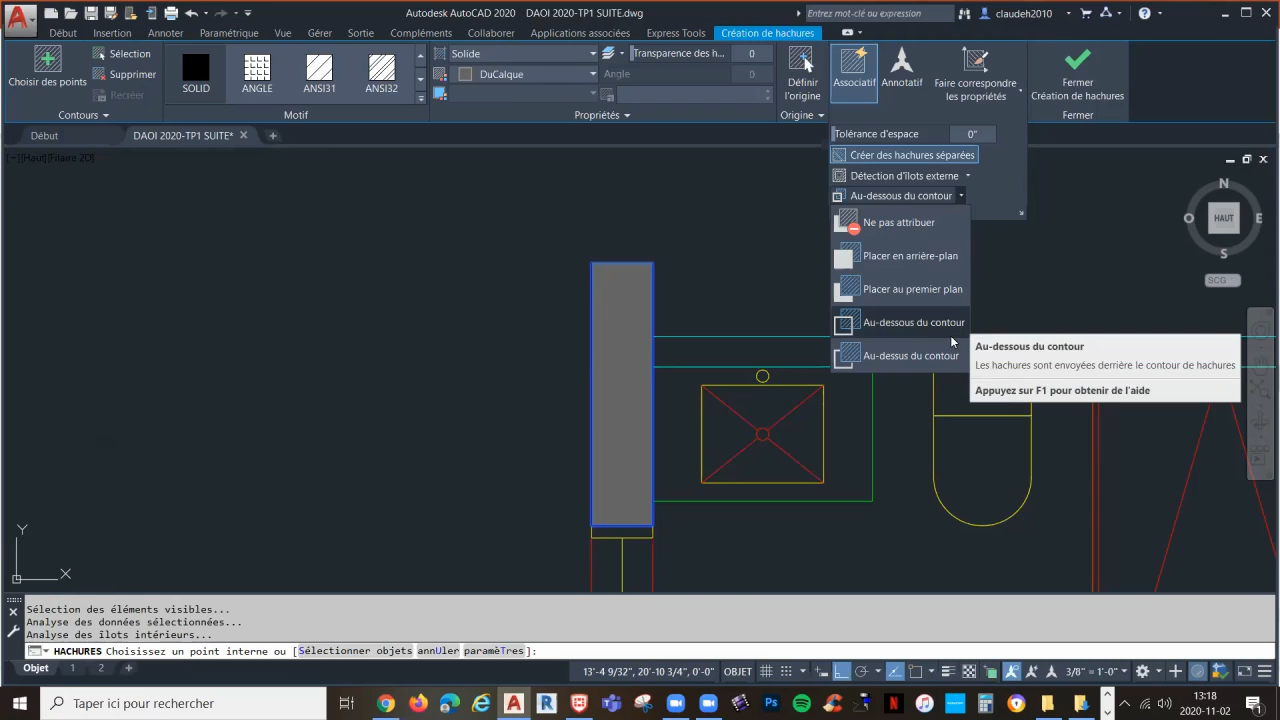 Autodesk AutoCAD 2020 DAOI 2020-TP1 SUITE.dwg
Entrez mot-clé ou expression
claudeh2010
Début Insertion Annoter Paramétrique Vue Gérer Sortie Compléments Collaborer Applications associées Express Tools Création de hachures
Choisir des points
Sélection
Supprimer
Recréer
Contours
SOLID ANGLE ANSI31 ANSI32
Motif
Solide
DuCalque
Transparence des h... 0
Angle 0
Propriétés
Définir
l'origine
Origine
Associatif
Annotatif
Faire correspondre
les propriétés
Fermer
Création de hachures
Fermer
Début DAOI 2020-TP1 SUITE*
Tolérance d'espace 0"
Créer des hachures séparées
Détection d'îlots externe
Au-dessous du contour
Ne pas attribuer
Placer en arrière-plan
Placer au premier plan
Au-dessous du contour
Au-dessus du contour
Au-dessous du contour
Les hachures sont envoyées derrière le contour de hachures
Appuyez sur F1 pour obtenir de l'aide
[−][Haut][Filaire 2D]
N
O HAUT E
S
SCG
Y
X
Sélection des éléments visibles...
Analyse des données sélectionnées...
Analyse des îlots intérieurs...
HACHURES Choisissez un point interne ou [Sélectionner objets annUler paramèTres]:
Objet 1 2
13'-4 9/32", 20'-10 3/4", 0'-0" OBJET 3/8" = 1'-0"
Taper ici pour rechercher
13:18
2020-11-02